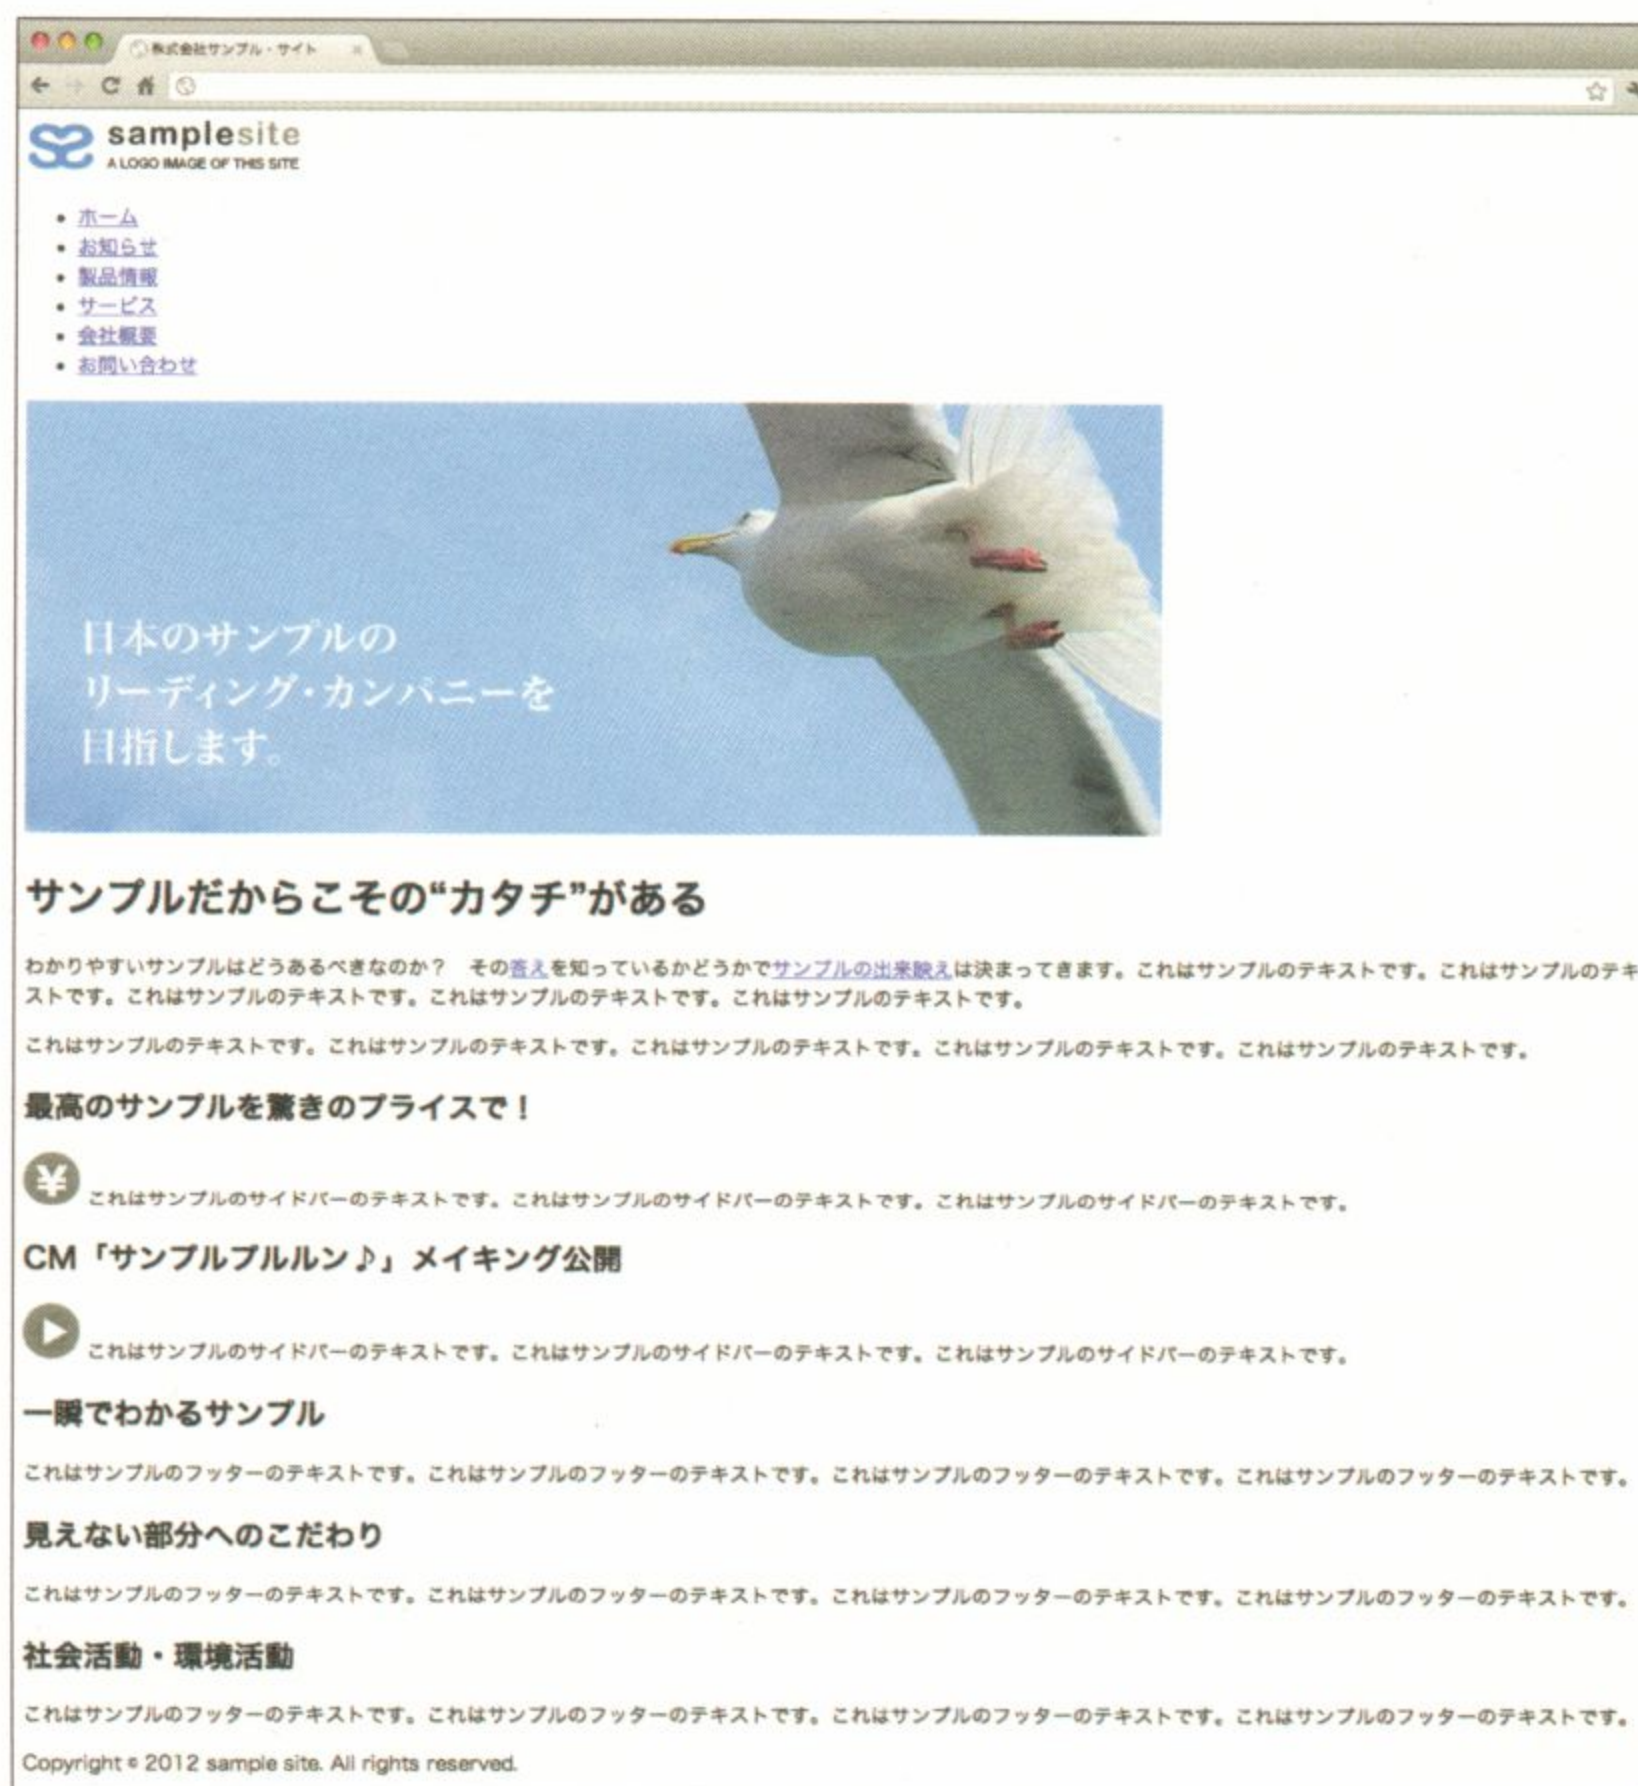 株式会社サンプル・サイト
samplesite
A LOGO IMAGE OF THIS SITE
ホーム
お知らせ
製品情報
サービス
会社概要
お問い合わせ
日本のサンプルの
リーディング・カンパニーを
目指します。
サンプルだからこその“カタチ”がある
わかりやすいサンプルはどうあるべきなのか？　その答えを知っているかどうかでサンプルの出来映えは決まってきます。これはサンプルのテキストです。これはサンプルのテキ
ストです。これはサンプルのテキストです。これはサンプルのテキストです。これはサンプルのテキストです。
これはサンプルのテキストです。これはサンプルのテキストです。これはサンプルのテキストです。これはサンプルのテキストです。これはサンプルのテキストです。
最高のサンプルを驚きのプライスで！
¥ これはサンプルのサイドバーのテキストです。これはサンプルのサイドバーのテキストです。これはサンプルのサイドバーのテキストです。
CM「サンプルプルルン♪」メイキング公開
これはサンプルのサイドバーのテキストです。これはサンプルのサイドバーのテキストです。これはサンプルのサイドバーのテキストです。
一瞬でわかるサンプル
これはサンプルのフッターのテキストです。これはサンプルのフッターのテキストです。これはサンプルのフッターのテキストです。これはサンプルのフッターのテキストです。
見えない部分へのこだわり
これはサンプルのフッターのテキストです。これはサンプルのフッターのテキストです。これはサンプルのフッターのテキストです。これはサンプルのフッターのテキストです。
社会活動・環境活動
これはサンプルのフッターのテキストです。これはサンプルのフッターのテキストです。これはサンプルのフッターのテキストです。これはサンプルのフッターのテキストです。
Copyright © 2012 sample site. All rights reserved.